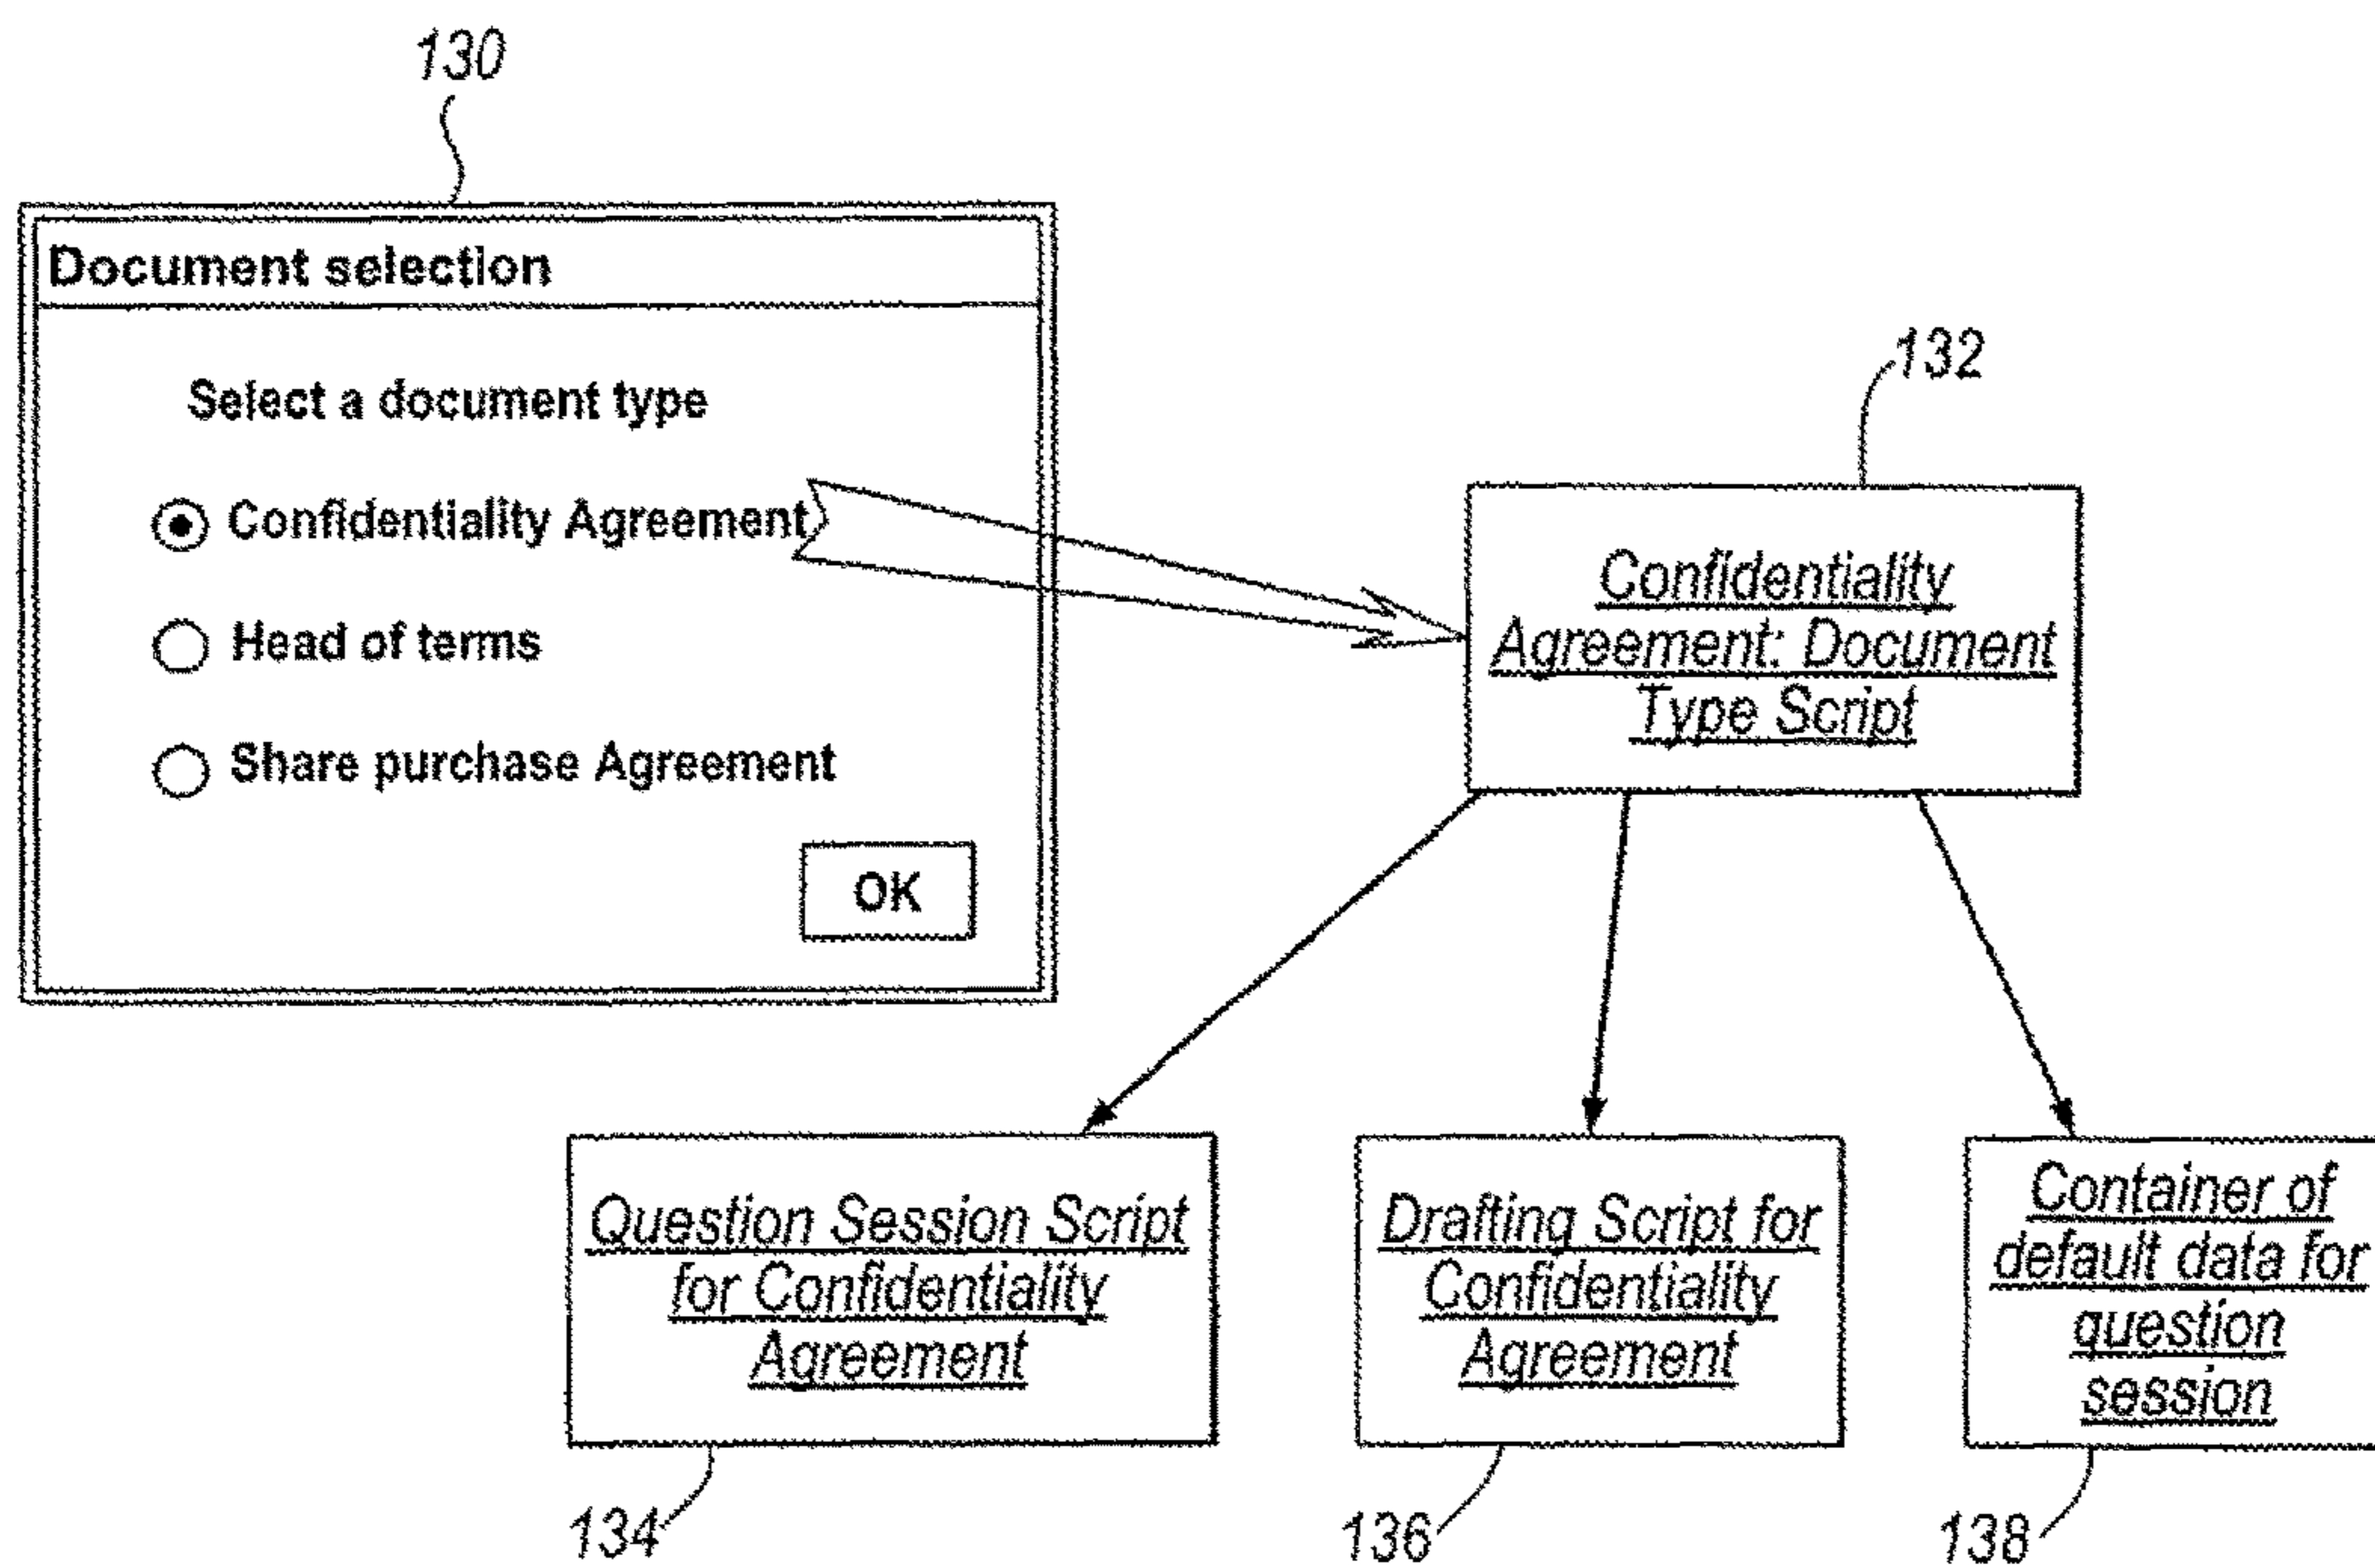 130
Document selection
Select a document type
Confidentiality Agreement
Head of terms
Share purchase Agreement
OK
132
Confidentiality
Agreement: Document
Type Script
Question Session Script
for Confidentiality
Agreement
134
Drafting Script for
Confidentiality
Agreement
136
Container of
default data for
question
session
138